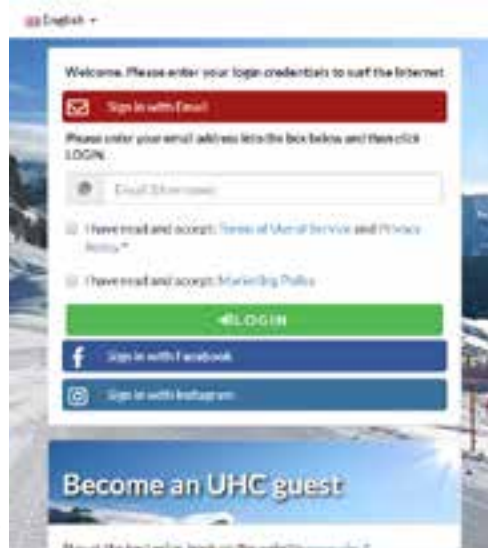 English
Welcome. Please enter your login credentials to surf the Internet
Sign in with Email
Please enter your email address into the box below and then click
LOGIN.
@ Email
I have read and accept: Terms of Use of Service and Privacy
Policy *
I have read and accept: Marketing Policy
LOGIN
f Sign in with Facebook
Sign in with Instagram
Become an UHC guest